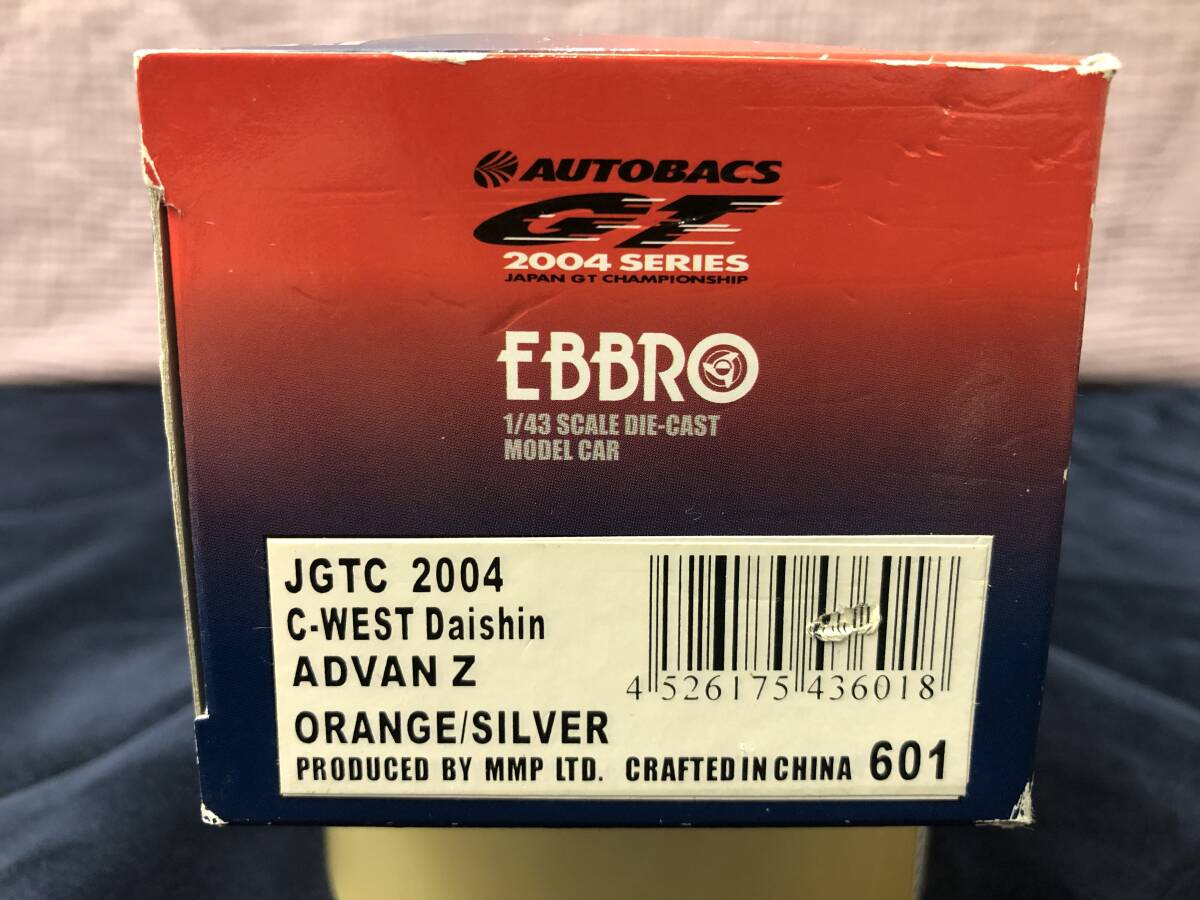 AUTOBACS
GT
2004 SERIES
JAPAN GT CHAMPIONSHIP
EBBRO
1/43 SCALE DIE-CAST
MODEL CAR
JGTC 2004
C-WEST Daishin
ADVAN Z
ORANGE/SILVER
4 526175 436018
PRODUCED BY MMP LTD. CRAFTED IN CHINA 601